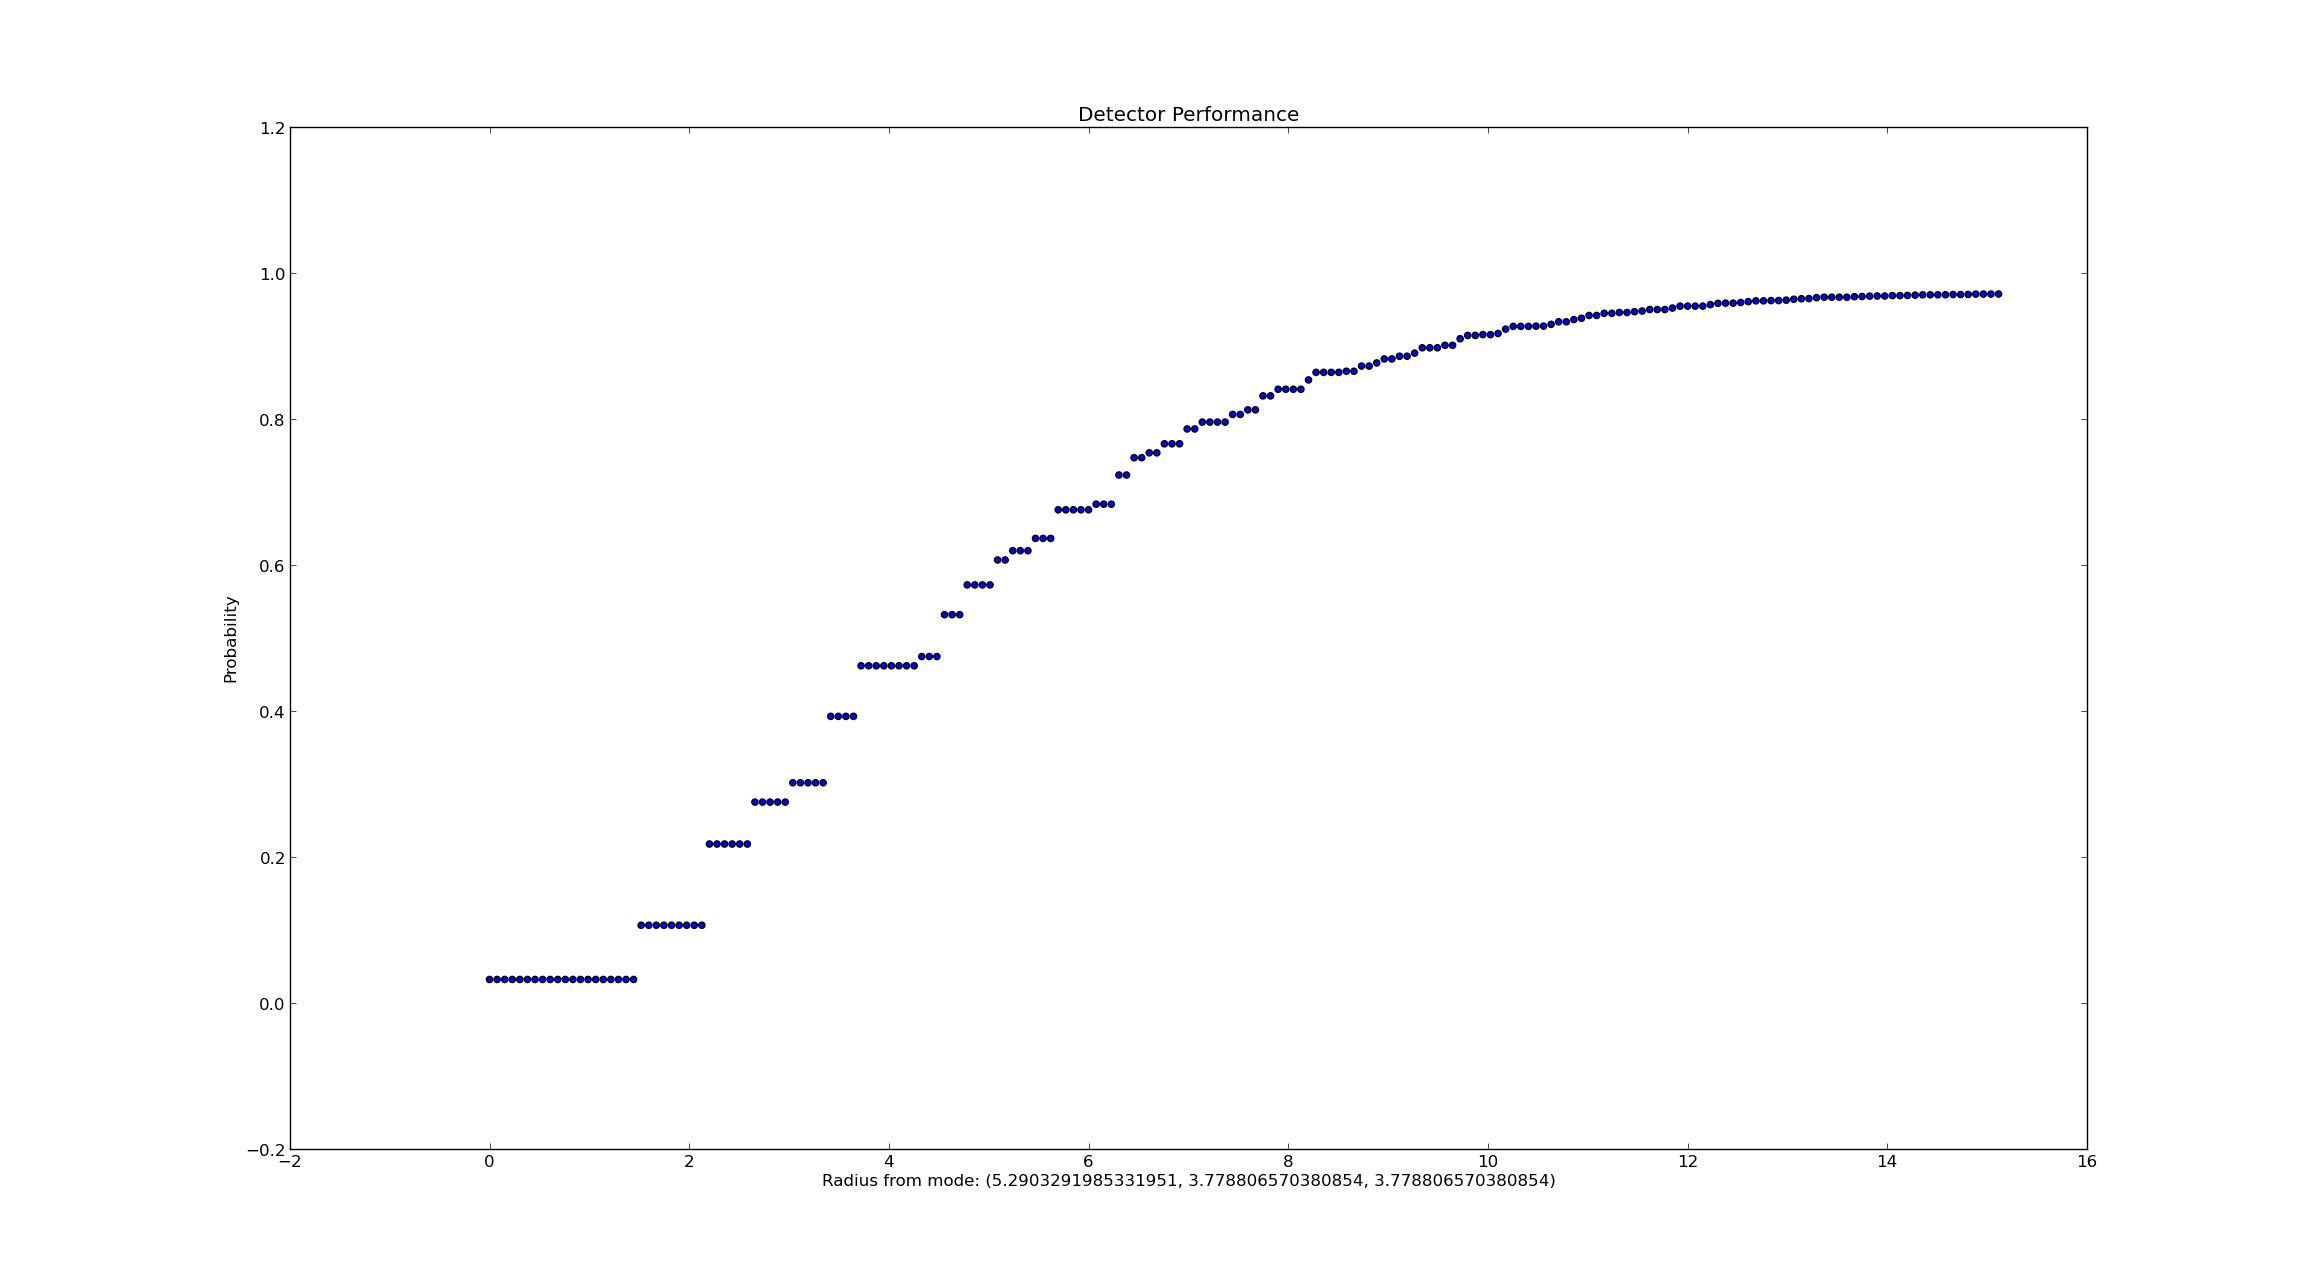 Detector Performance
1.2
1.0
0.8
0.6
0.4
0.2
0.0
−0.2
Probability
−2 0 2 4 6 8 10 12 14 16
Radius from mode: (5.2903291985331951, 3.778806570380854, 3.778806570380854)